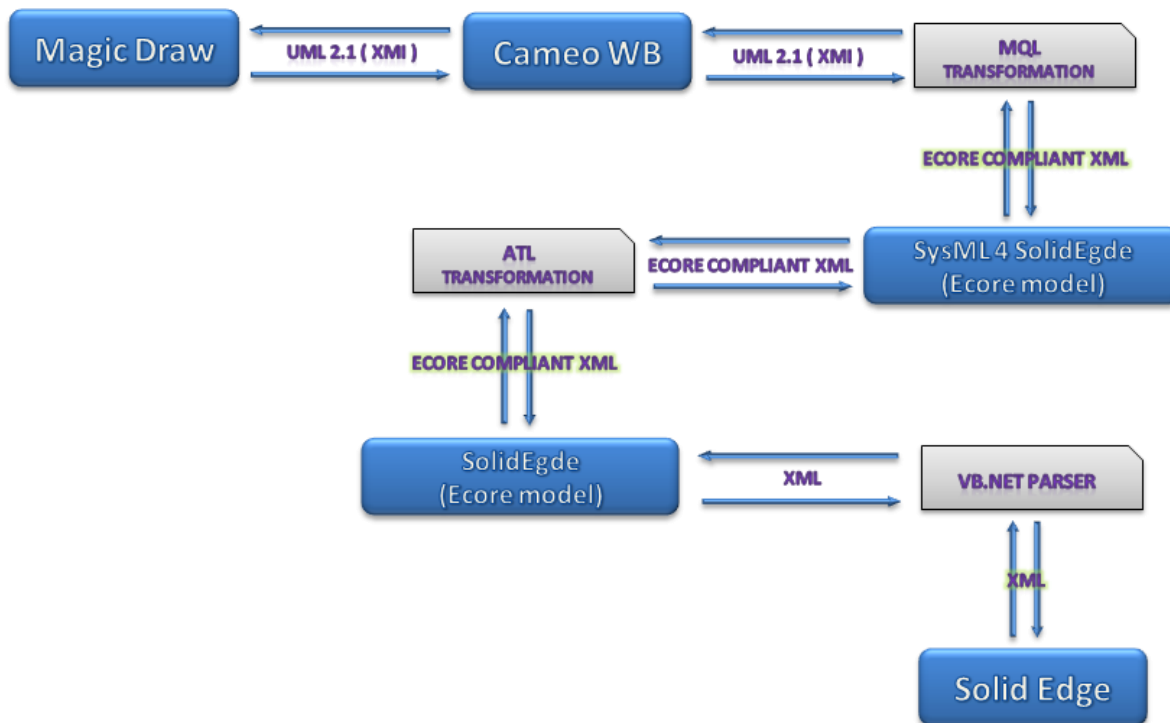 Magic Draw
UML 2.1 ( XMI )
Cameo WB
UML 2.1 ( XMI )
MQL
TRANSFORMATION
ECORE COMPLIANT XML
ATL
TRANSFORMATION
ECORE COMPLIANT XML
SysML 4 SolidEgde
(Ecore model)
ECORE COMPLIANT XML
SolidEgde
(Ecore model)
XML
VB.NET PARSER
XML
Solid Edge